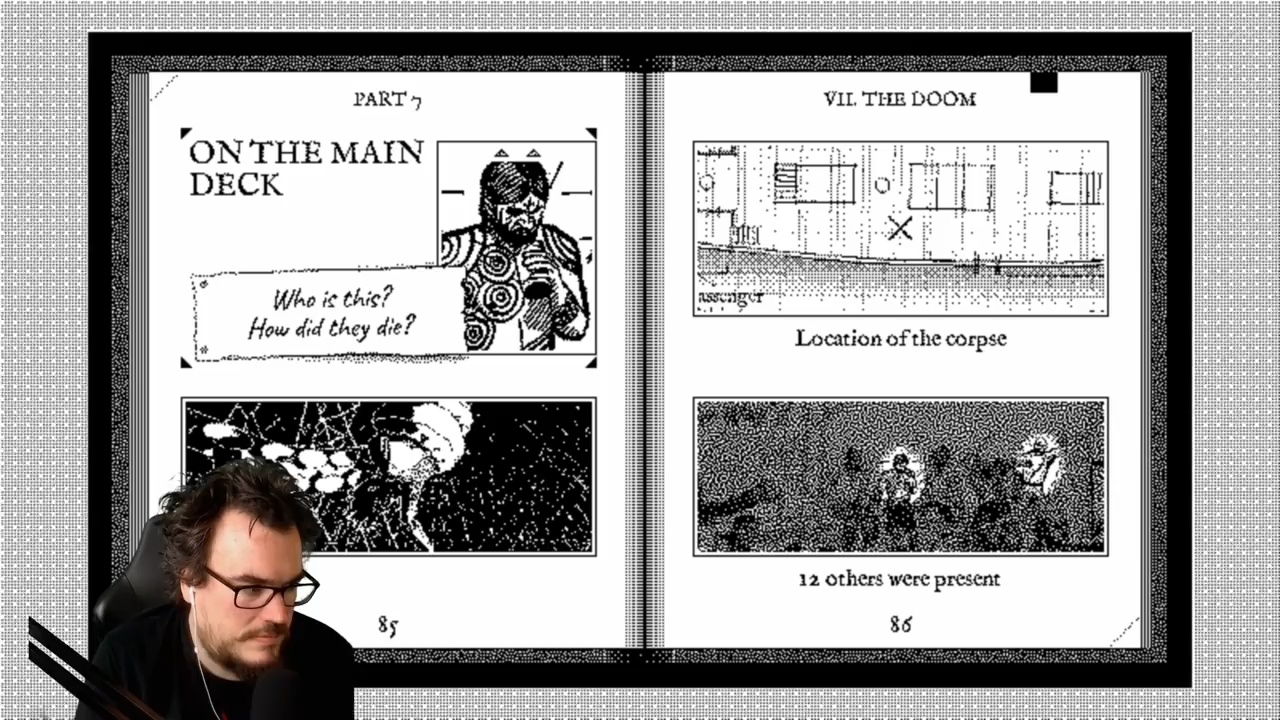 PART 7
ON THE MAIN
DECK
Who is this?
How did they die?
85
VII. THE DOOM
assenger
Location of the corpse
12 others were present
86